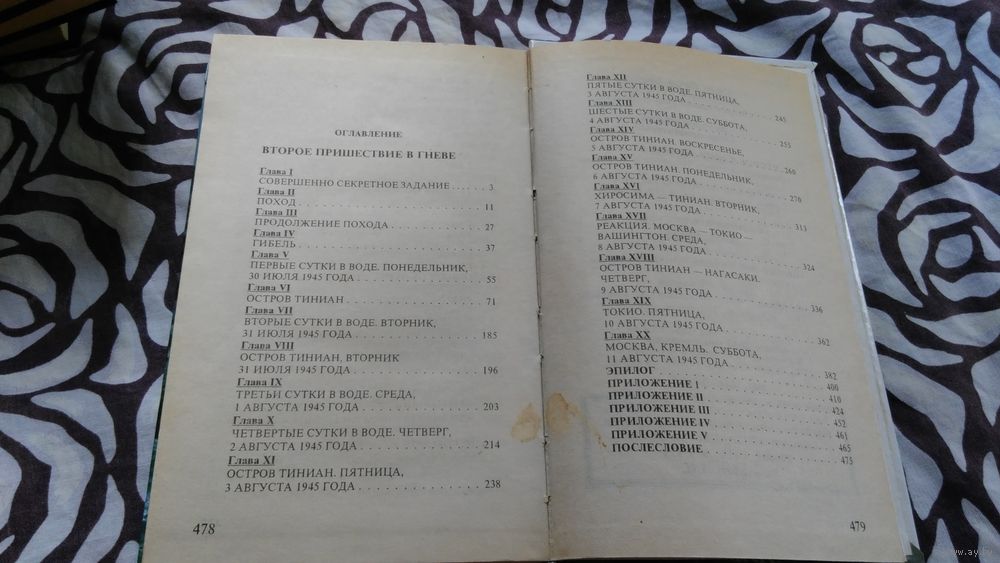 ОГЛАВЛЕНИЕ
ВТОРОЕ ПРИШЕСТВИЕ В ГНЕВЕ
Глава I
СОВЕРШЕННО СЕКРЕТНОЕ ЗАДАНИЕ ...... 3
Глава II
ПОХОД ...... 11
Глава III
ПРОДОЛЖЕНИЕ ПОХОДА ...... 27
Глава IV
ГИБЕЛЬ ...... 37
Глава V
ПЕРВЫЕ СУТКИ В ВОДЕ. ПОНЕДЕЛЬНИК,
30 ИЮЛЯ 1945 ГОДА ...... 55
Глава VI
ОСТРОВ ТИНИАН ...... 71
Глава VII
ВТОРЫЕ СУТКИ В ВОДЕ. ВТОРНИК,
31 ИЮЛЯ 1945 ГОДА ...... 185
Глава VIII
ОСТРОВ ТИНИАН, ВТОРНИК
31 ИЮЛЯ 1945 ГОДА ...... 196
Глава IX
ТРЕТЬИ СУТКИ В ВОДЕ. СРЕДА,
1 АВГУСТА 1945 ГОДА ...... 203
Глава X
ЧЕТВЕРТЫЕ СУТКИ В ВОДЕ. ЧЕТВЕРГ,
2 АВГУСТА 1945 ГОДА ...... 214
Глава XI
ОСТРОВ ТИНИАН. ПЯТНИЦА,
3 АВГУСТА 1945 ГОДА ...... 238
478
Глава XII
ПЯТЫЕ СУТКИ В ВОДЕ. ПЯТНИЦА,
3 АВГУСТА 1945 ГОДА ...... 245
Глава XIII
ШЕСТЫЕ СУТКИ В ВОДЕ. СУББОТА,
4 АВГУСТА 1945 ГОДА ...... 255
Глава XIV
ОСТРОВ ТИНИАН. ВОСКРЕСЕНЬЕ,
5 АВГУСТА 1945 ГОДА ...... 260
Глава XV
ОСТРОВ ТИНИАН. ПОНЕДЕЛЬНИК,
6 АВГУСТА 1945 ГОДА ...... 270
Глава XVI
ХИРОСИМА — ТИНИАН. ВТОРНИК,
7 АВГУСТА 1945 ГОДА ...... 313
Глава XVII
РЕАКЦИЯ. МОСКВА — ТОКИО —
ВАШИНГТОН. СРЕДА,
8 АВГУСТА 1945 ГОДА ...... 324
Глава XVIII
ОСТРОВ ТИНИАН — НАГАСАКИ.
ЧЕТВЕРГ,
9 АВГУСТА 1945 ГОДА ...... 336
Глава XIX
ТОКИО. ПЯТНИЦА,
10 АВГУСТА 1945 ГОДА ...... 362
Глава XX
МОСКВА, КРЕМЛЬ. СУББОТА,
11 АВГУСТА 1945 ГОДА ...... 382
ЭПИЛОГ ...... 400
ПРИЛОЖЕНИЕ I ...... 410
ПРИЛОЖЕНИЕ II ...... 424
ПРИЛОЖЕНИЕ III ...... 452
ПРИЛОЖЕНИЕ IV ...... 461
ПРИЛОЖЕНИЕ V ...... 465
ПОСЛЕСЛОВИЕ ...... 475
479
www.ay.by